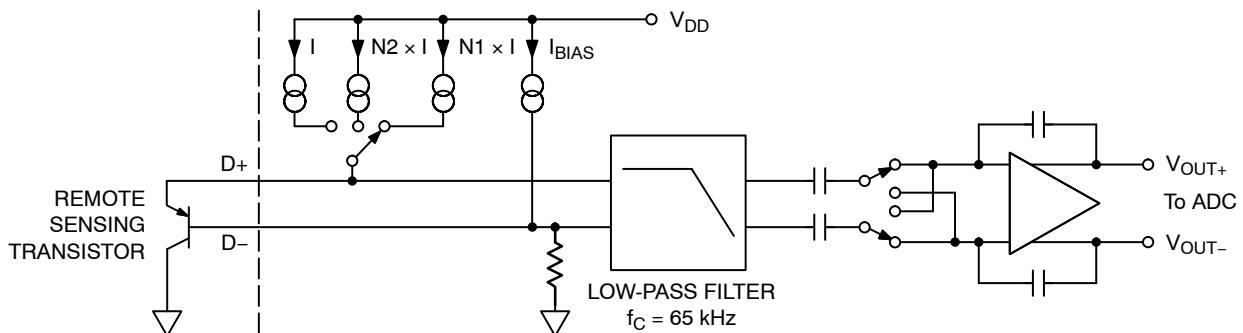 V_DD
I
N2 × I
N1 × I
I_BIAS
D+
D−
REMOTE
SENSING
TRANSISTOR
LOW-PASS FILTER
f_C = 65 kHz
V_OUT+
To ADC
V_OUT−